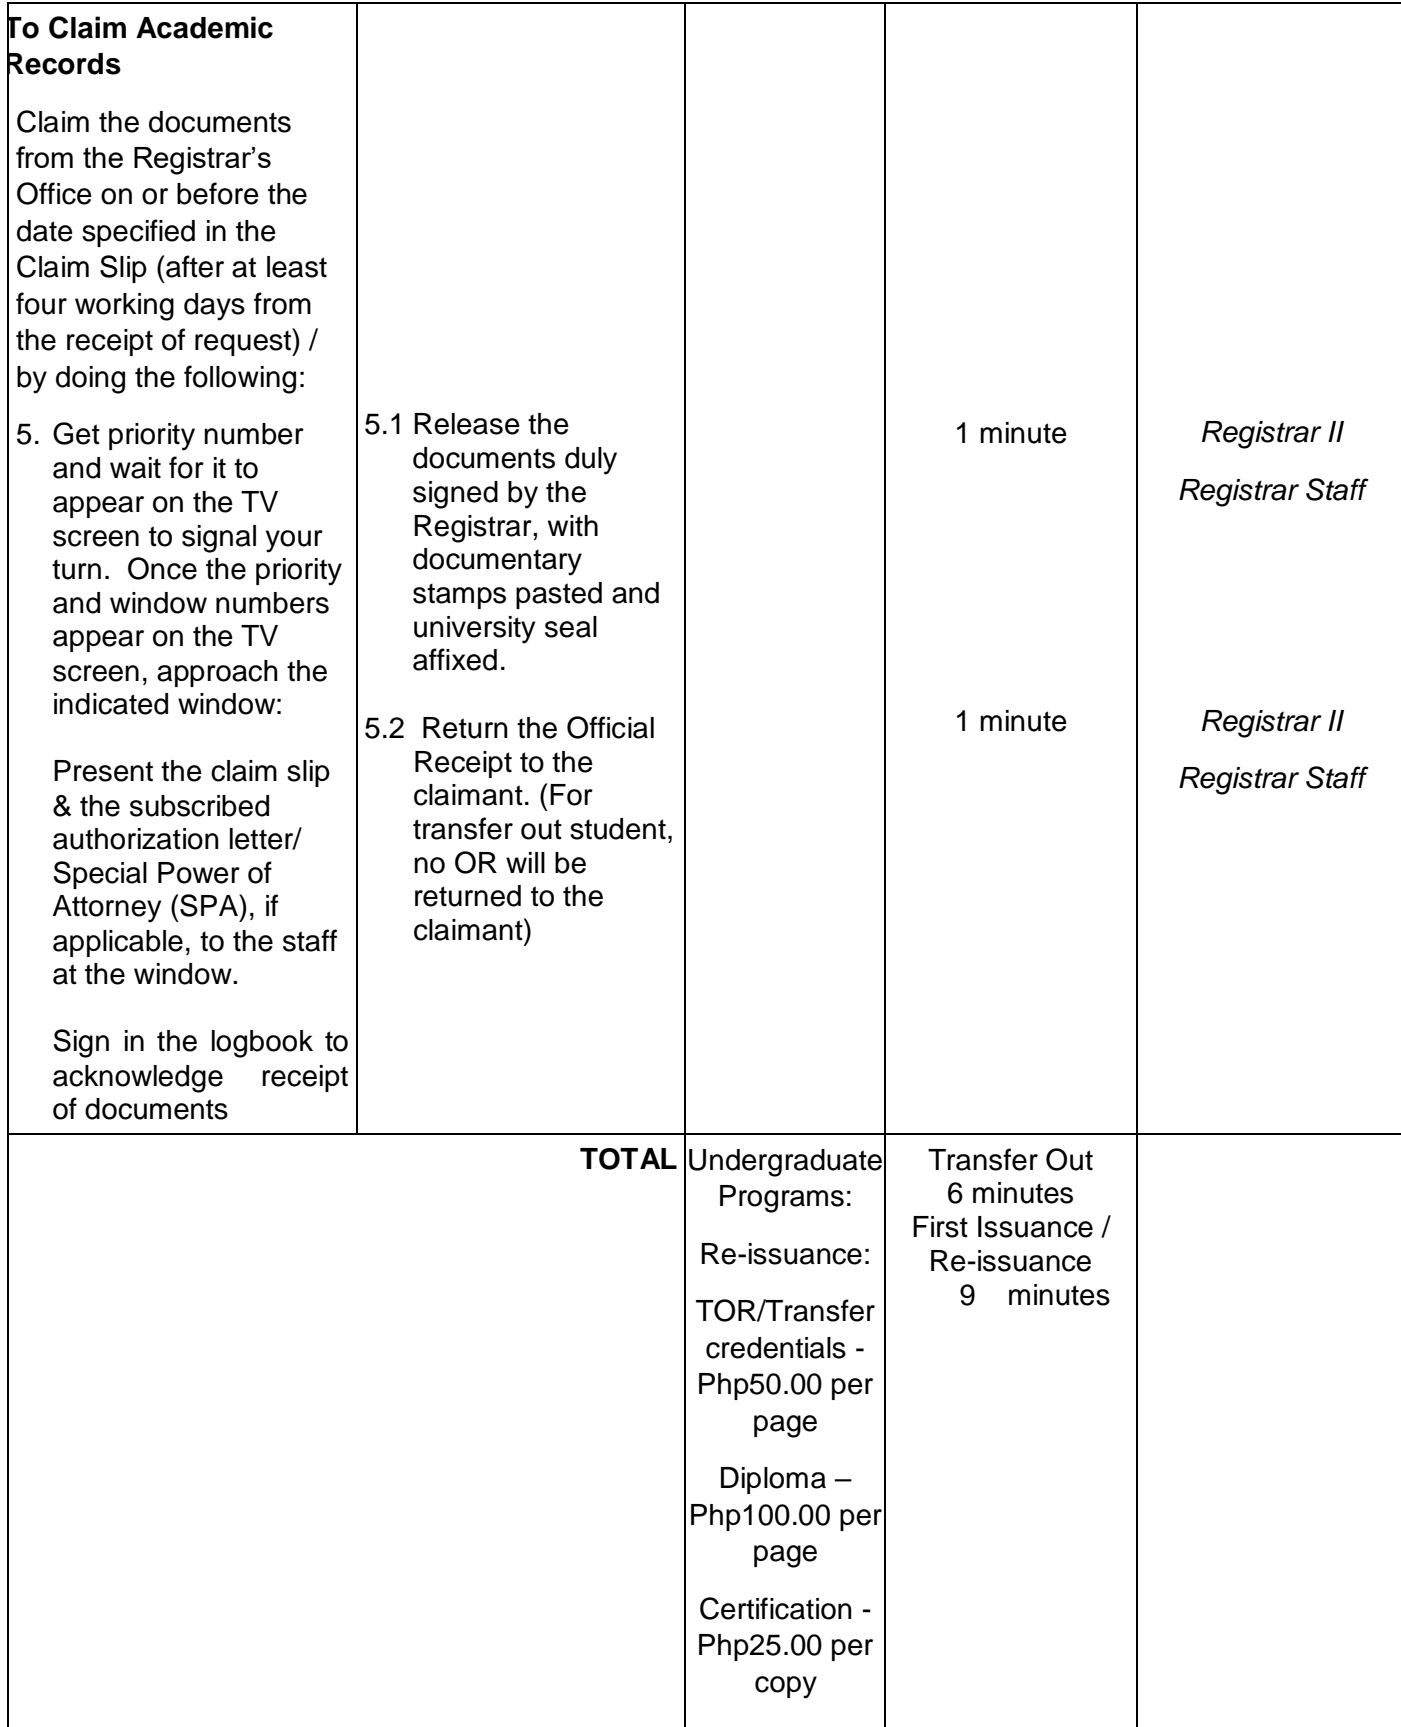 To Claim Academic
Records
Claim the documents
from the Registrar’s
Office on or before the
date specified in the
Claim Slip (after at least
four working days from
the receipt of request) /
by doing the following:
5. Get priority number
and wait for it to
appear on the TV
screen to signal your
turn. Once the priority
and window numbers
appear on the TV
screen, approach the
indicated window:
Present the claim slip
& the subscribed
authorization letter/
Special Power of
Attorney (SPA), if
applicable, to the staff
at the window.
Sign in the logbook to
acknowledge receipt
of documents
5.1 Release the
documents duly
signed by the
Registrar, with
documentary
stamps pasted and
university seal
affixed.
5.2 Return the Official
Receipt to the
claimant. (For
transfer out student,
no OR will be
returned to the
claimant)
1 minute
1 minute
Registrar II
Registrar Staff
Registrar II
Registrar Staff
TOTAL
Undergraduate
Programs:
Re-issuance:
TOR/Transfer
credentials -
Php50.00 per
page
Diploma –
Php100.00 per
page
Certification -
Php25.00 per
copy
Transfer Out
6 minutes
First Issuance /
Re-issuance
9 minutes